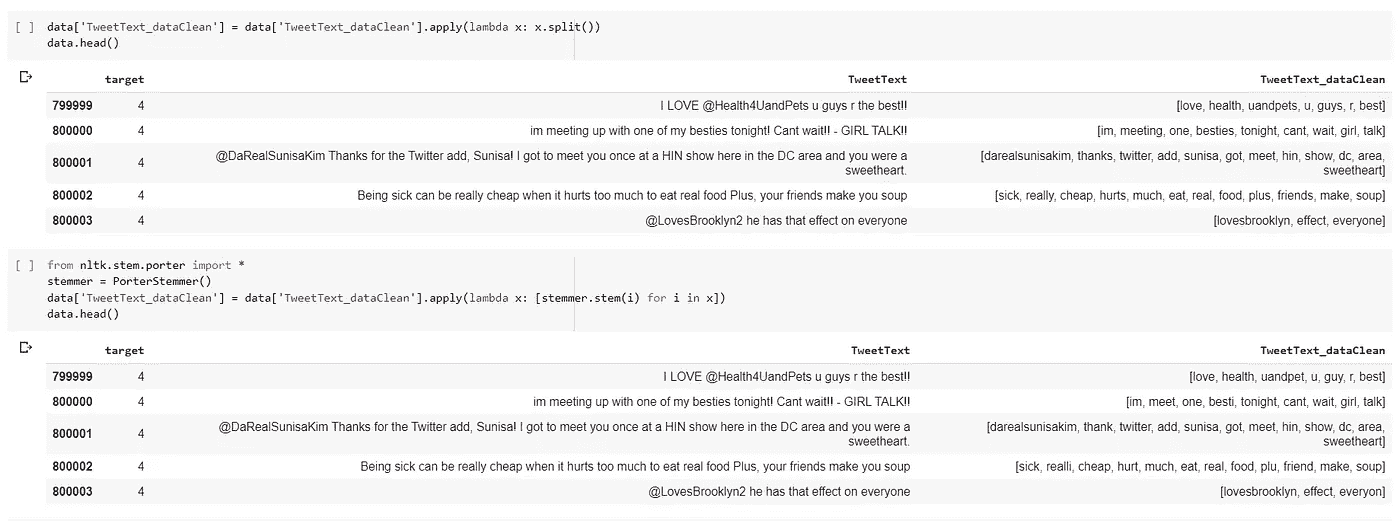 [ ] data['TweetText_dataClean'] = data['TweetText_dataClean'].apply(lambda x: x.split())
data.head()
target TweetText TweetText_dataClean
799999 4 I LOVE @Health4UandPets u guys r the best!! [love, health, uandpets, u, guys, r, best]
800000 4 im meeting up with one of my besties tonight! Cant wait!! - GIRL TALK!! [im, meeting, one, besties, tonight, cant, wait, girl, talk]
800001 4 @DaRealSunisaKim Thanks for the Twitter add, Sunisa! I got to meet you once at a HIN show here in the DC area and you were a [darealsunisakim, thanks, twitter, add, sunisa, got, meet, hin, show, dc, area,
sweetheart. sweetheart]
800002 4 Being sick can be really cheap when it hurts too much to eat real food Plus, your friends make you soup [sick, really, cheap, hurts, much, eat, real, food, plus, friends, make, soup]
800003 4 @LovesBrooklyn2 he has that effect on everyone [lovesbrooklyn, effect, everyone]
[ ] from nltk.stem.porter import *
stemmer = PorterStemmer()
data['TweetText_dataClean'] = data['TweetText_dataClean'].apply(lambda x: [stemmer.stem(i) for i in x])
data.head()
target TweetText TweetText_dataClean
799999 4 I LOVE @Health4UandPets u guys r the best!! [love, health, uandpet, u, guy, r, best]
800000 4 im meeting up with one of my besties tonight! Cant wait!! - GIRL TALK!! [im, meet, one, besti, tonight, cant, wait, girl, talk]
800001 4 @DaRealSunisaKim Thanks for the Twitter add, Sunisa! I got to meet you once at a HIN show here in the DC area and you were a [darealsunisakim, thank, twitter, add, sunisa, got, meet, hin, show, dc, area,
sweetheart. sweetheart]
800002 4 Being sick can be really cheap when it hurts too much to eat real food Plus, your friends make you soup [sick, realli, cheap, hurt, much, eat, real, food, plu, friend, make, soup]
800003 4 @LovesBrooklyn2 he has that effect on everyone [lovesbrooklyn, effect, everyon]